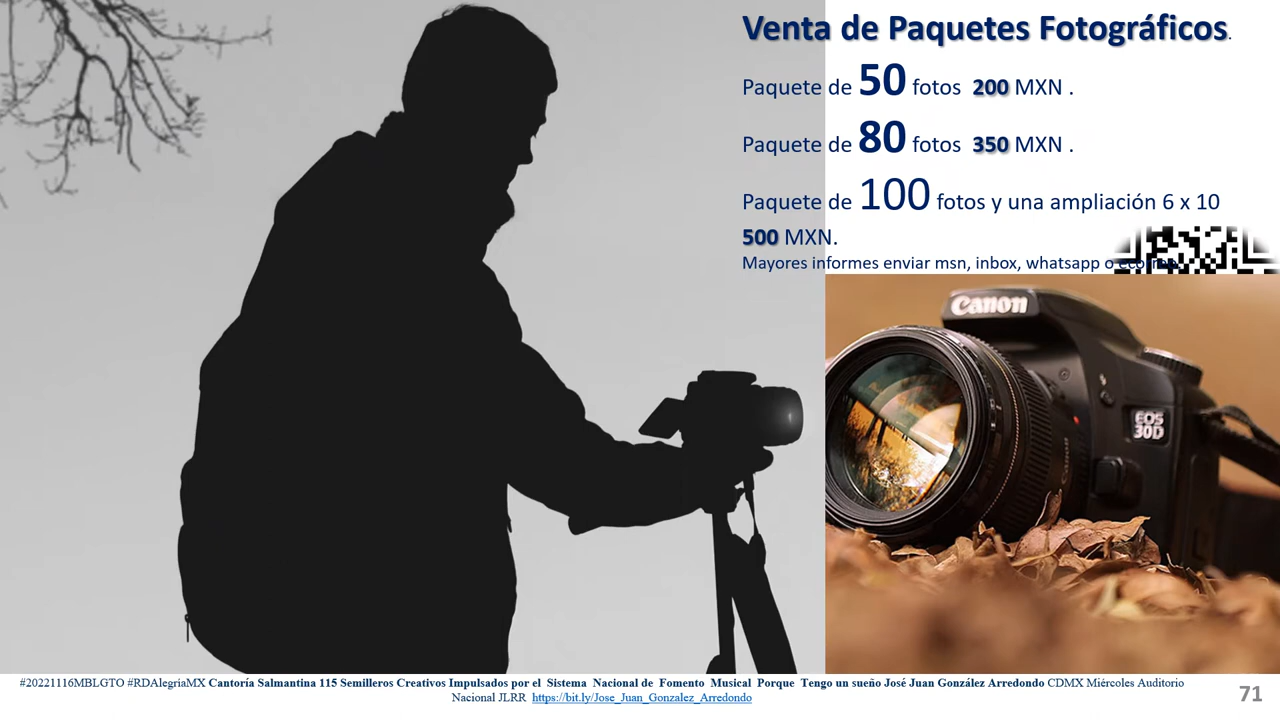 Venta de Paquetes Fotográficos.
Paquete de 50 fotos 200 MXN .
Paquete de 80 fotos 350 MXN .
Paquete de 100 fotos y una ampliación 6 x 10
500 MXN.
Mayores informes enviar msn, inbox, whatsapp o
Canon
EOS
30D
Canon
#20221116MBLGTO #RDAlegriaMX Cantoría Salmantina 115 Semilleros Creativos Impulsados por el Sistema Nacional de Fomento Musical Porque Tengo un sueño José Juan González Arredondo CDMX Miércoles Auditorio
Nacional JLRR https://bit.ly/Jose_Juan_Gonzalez_Arredondo
71